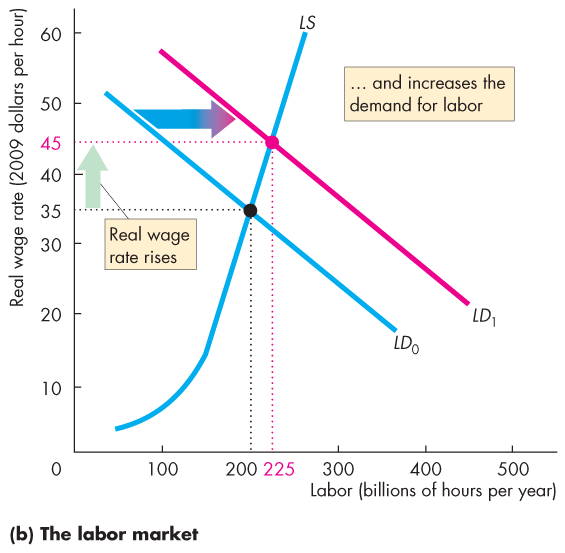 Real wage rate (2009 dollars per hour)
60
50
45
40
35
30
20
10
0
100
200
225
300
400
500
Labor (billions of hours per year)
LS
… and increases the
demand for labor
Real wage
rate rises
LD₁
LD₀
(b) The labor market